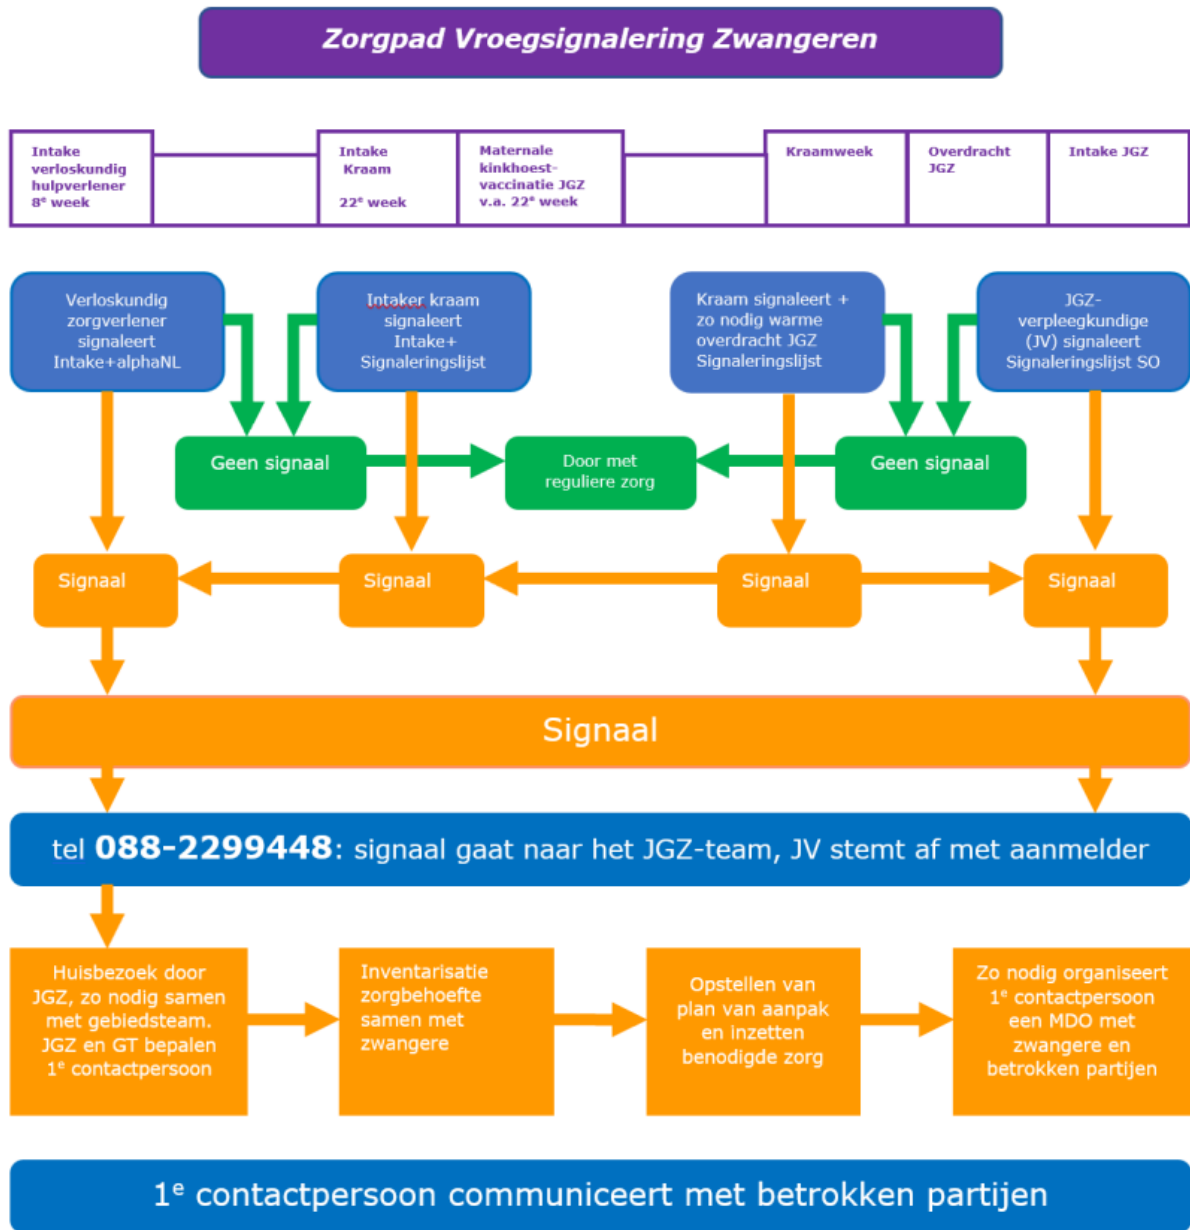 Zorgpad Vroegsignalering Zwangeren
Intake
verloskundig
hulpverlener
8e week
Intake
Kraam
22e week
Maternale
kinkhoest-
vaccinatie JGZ
v.a. 22e week
Kraamweek
Overdracht
JGZ
Intake JGZ
Verloskundig
zorgverlener
signaleert
Intake+alphaNL
Intaker kraam
signaleert
Intake+
Signaleringslijst
Kraam signaleert +
zo nodig warme
overdracht JGZ
Signaleringslijst
JGZ-
verpleegkundige
(JV) signaleert
Signaleringslijst SO
Geen signaal
Door met
reguliere zorg
Geen signaal
Signaal
Signaal
Signaal
Signaal
Signaal
tel 088-2299448: signaal gaat naar het JGZ-team, JV stemt af met aanmelder
Huisbezoek door
JGZ, zo nodig samen
met gebiedsteam.
JGZ en GT bepalen
1e contactpersoon
Inventarisatie
zorgbehoefte
samen met
zwangere
Opstellen van
plan van aanpak
en inzetten
benodigde zorg
Zo nodig organiseert
1e contactpersoon
een MDO met
zwangere en
betrokken partijen
1e contactpersoon communiceert met betrokken partijen